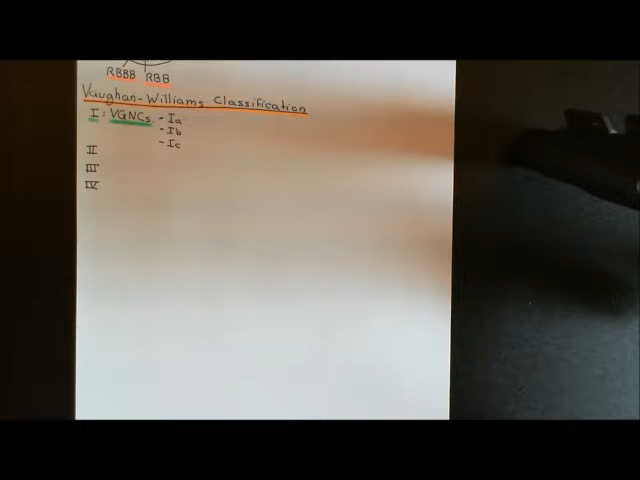 RBBB RBB
Vaughan-Williams Classification
I: VGNCs - Ia
- Ib
- Ic
II
III
IV